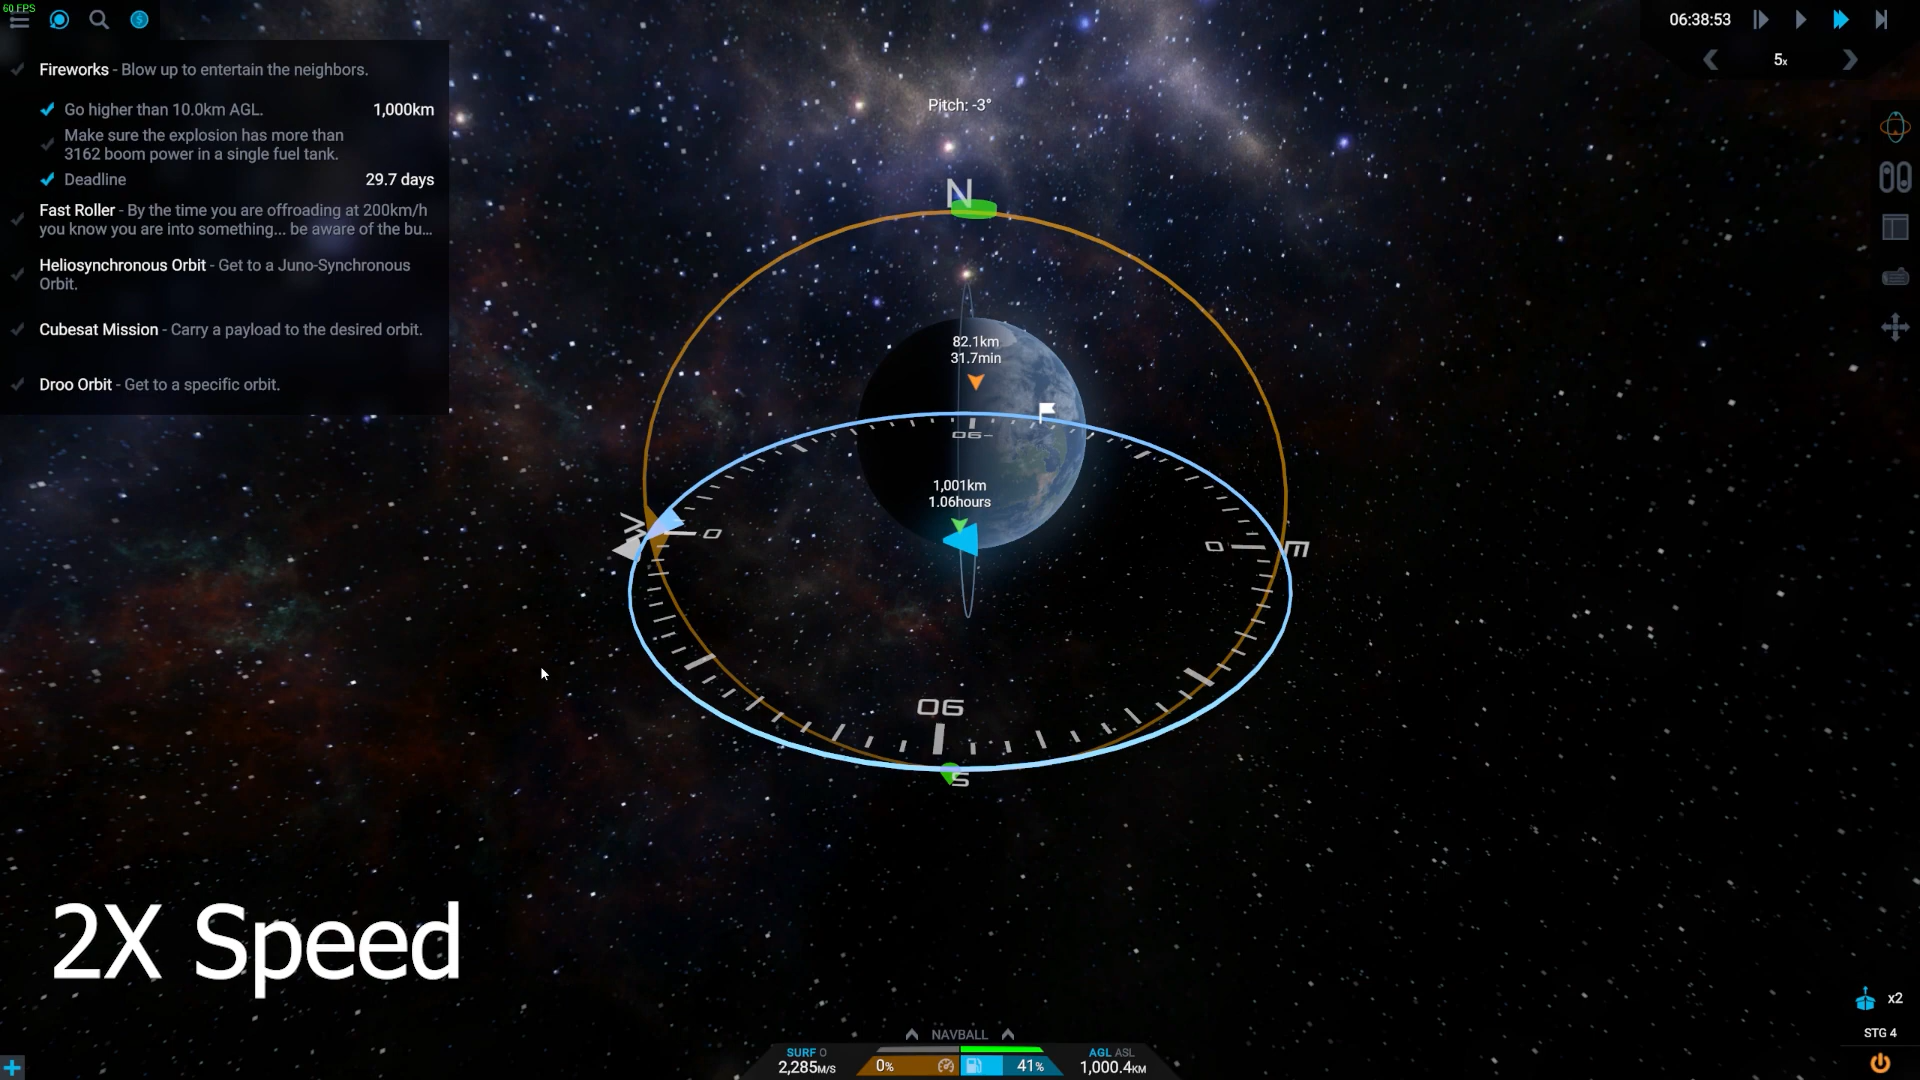 60 FPS
06:38:53
5x
Fireworks - Blow up to entertain the neighbors.
Go higher than 10.0km AGL. 1,000km
Make sure the explosion has more than
3162 boom power in a single fuel tank.
Deadline 29.7 days
Fast Roller - By the time you are offroading at 200km/h
you know you are into something... be aware of the bu...
Heliosynchronous Orbit - Get to a Juno-Synchronous
Orbit.
Cubesat Mission - Carry a payload to the desired orbit.
Droo Orbit - Get to a specific orbit.
Pitch: -3°
N
82.1km
31.7min
06-
1,001km
1.06hours
W 0
0 E
06
S
2X Speed
x2
STG 4
NAVBALL
SURF O
2,285M/S
0%
41%
AGL ASL
1,000.4KM